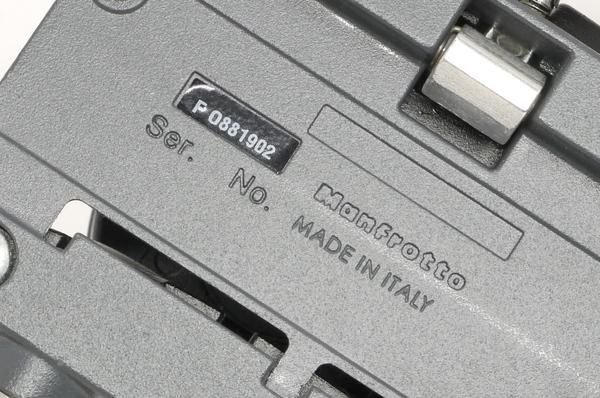 P 0881902
Ser. No.
Manfrotto
MADE IN ITALY